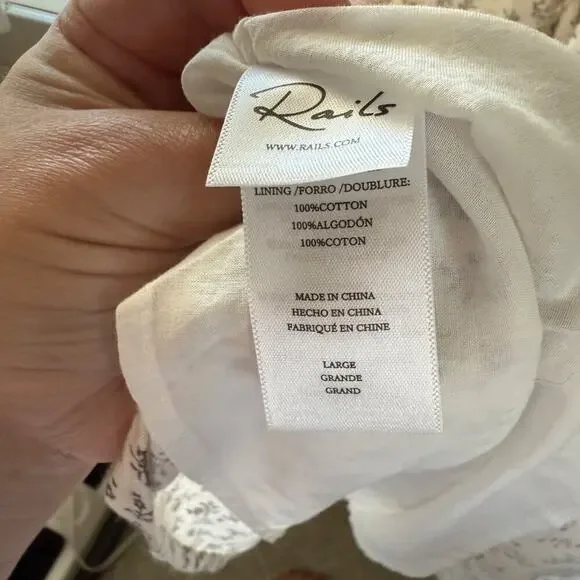 Rails
WWW.RAILS.COM
LINING /FORRO /DOUBLURE:
100%COTTON
100%ALGODÓN
100%COTON
MADE IN CHINA
HECHO EN CHINA
FABRIQUÉ EN CHINE
LARGE
GRANDE
GRAND